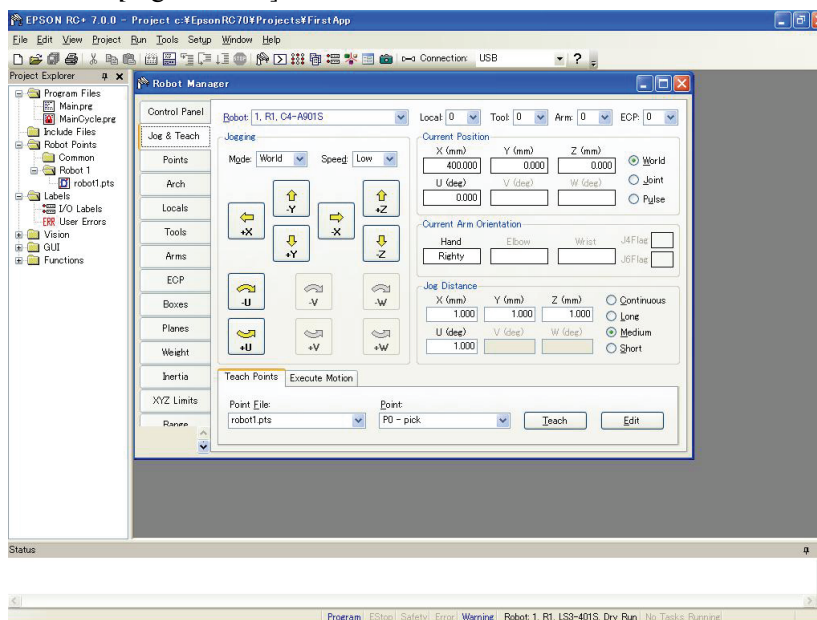 EPSON RC+ 7.0.0 - Project c:¥EpsonRC70¥Projects¥FirstApp
File Edit View Project Run Tools Setup Window Help
Connection: USB
Project Explorer
Program Files
Main.prg
MainCycle.prg
Include Files
Robot Points
Common
Robot 1
robot1.pts
Labels
I/O Labels
ERR User Errors
Vision
GUI
Functions
Robot Manager
Control Panel
Jog & Teach
Points
Arch
Locals
Tools
Arms
ECP
Boxes
Planes
Weight
Inertia
XYZ Limits
Range
Robot: 1, R1, C4-A901S Local: 0 Tool: 0 Arm: 0 ECP: 0
Jogging
Mode: World Speed: Low
-Y +Z
+X -X
+Y -Z
-U -V -W
+U +V +W
Current Position
X (mm) Y (mm) Z (mm)
400.000 0.000 0.000
U (deg) V (deg) W (deg)
0.000
World
Joint
Pulse
Current Arm Orientation
Hand Elbow Wrist J4Flag
Righty J6Flag
Jog Distance
X (mm) Y (mm) Z (mm)
1.000 1.000 1.000
U (deg) V (deg) W (deg)
1.000
Continuous
Long
Medium
Short
Teach Points Execute Motion
Point File: Point:
robot1.pts P0 - pick Teach Edit
Status
Program EStop Safety Error Warning Robot: 1, R1, LS3-401S, Dry Run No Tasks Running